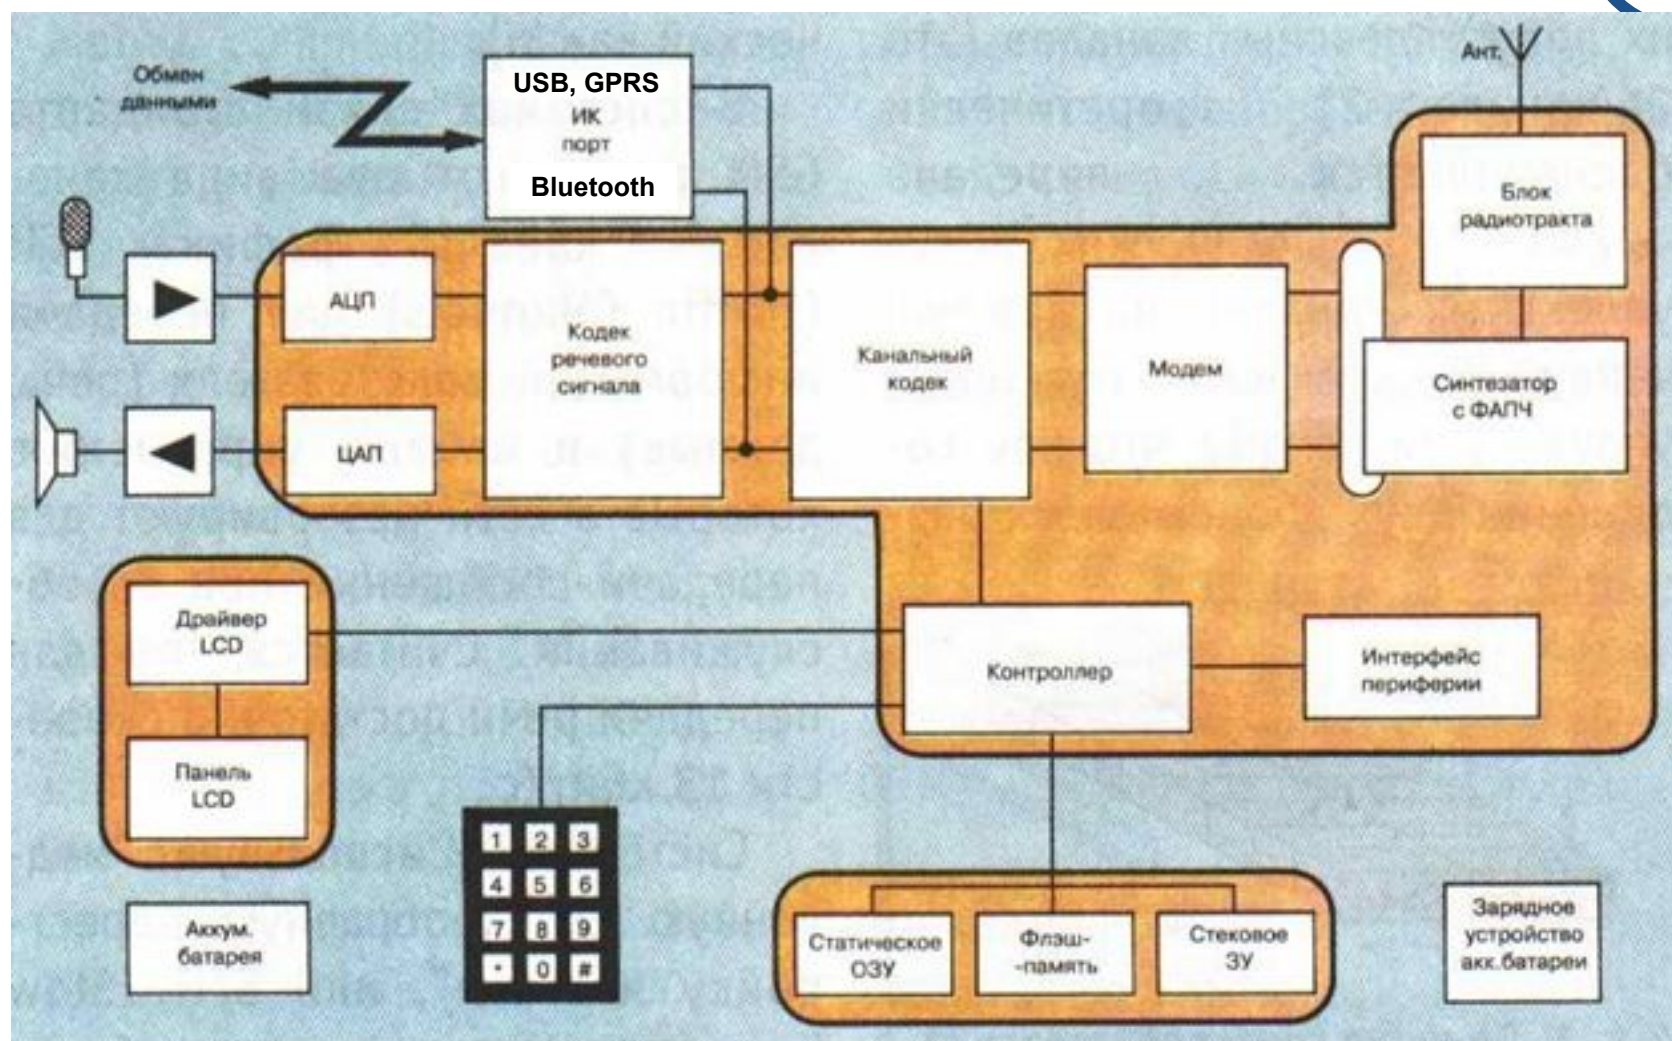 Обмен
данными
USB, GPRS
ИК
порт
Bluetooth
Ант.
Блок
радиотракта
АЦП
Кодек
речевого
сигнала
Канальный
кодек
Модем
Синтезатор
с ФАПЧ
ЦАП
Драйвер
LCD
Контроллер
Интерфейс
периферии
Панель
LCD
1 2 3
4 5 6
7 8 9
* 0 #
Аккум.
батарея
Статическое
ОЗУ
Флэш-
-память
Стековое
ЗУ
Зарядное
устройство
акк.батареи